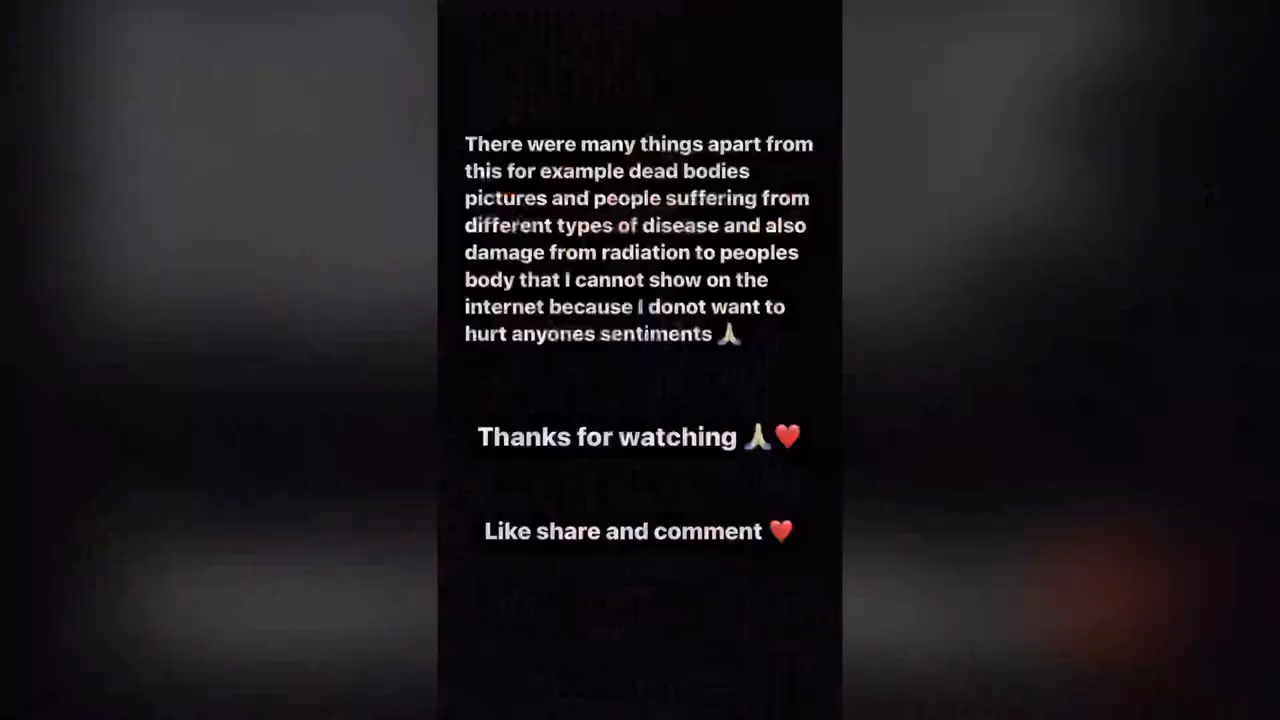 There were many things apart from
this for example dead bodies
pictures and people suffering from
different types of disease and also
damage from radiation to peoples
body that I cannot show on the
internet because I donot want to
hurt anyones sentiments 🙏
Thanks for watching 🙏❤️
Like share and comment ❤️